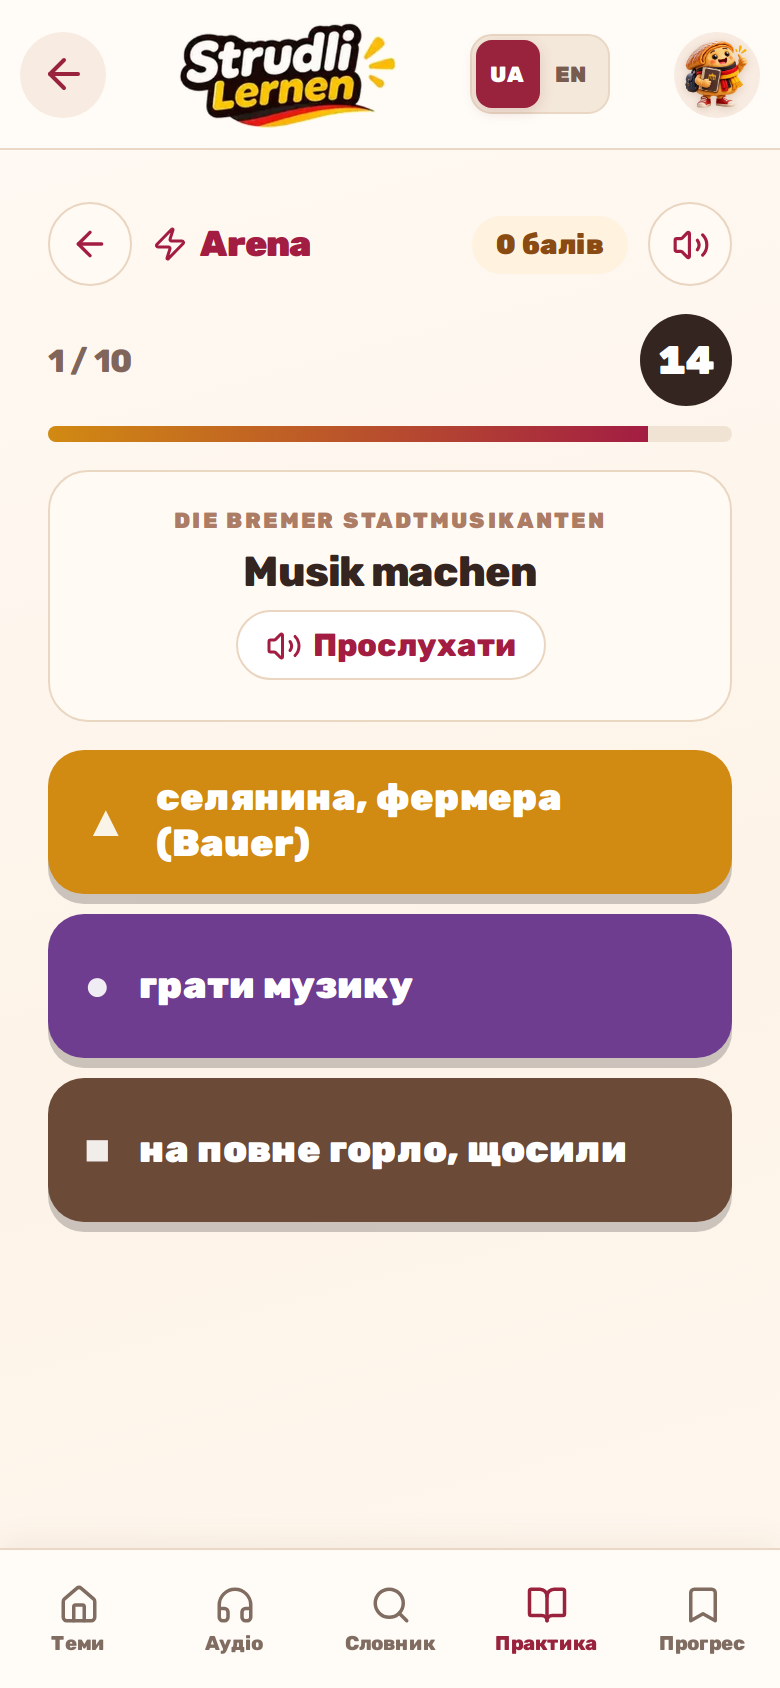 Strudli
Lernen
UA EN
Arena
0 балів
1 / 10
14
DIE BREMER STADTMUSIKANTEN
Musik machen
Прослухати
селянина, фермера
(Bauer)
грати музику
на повне горло, щосили
Теми Аудіо Словник Практика Прогрес